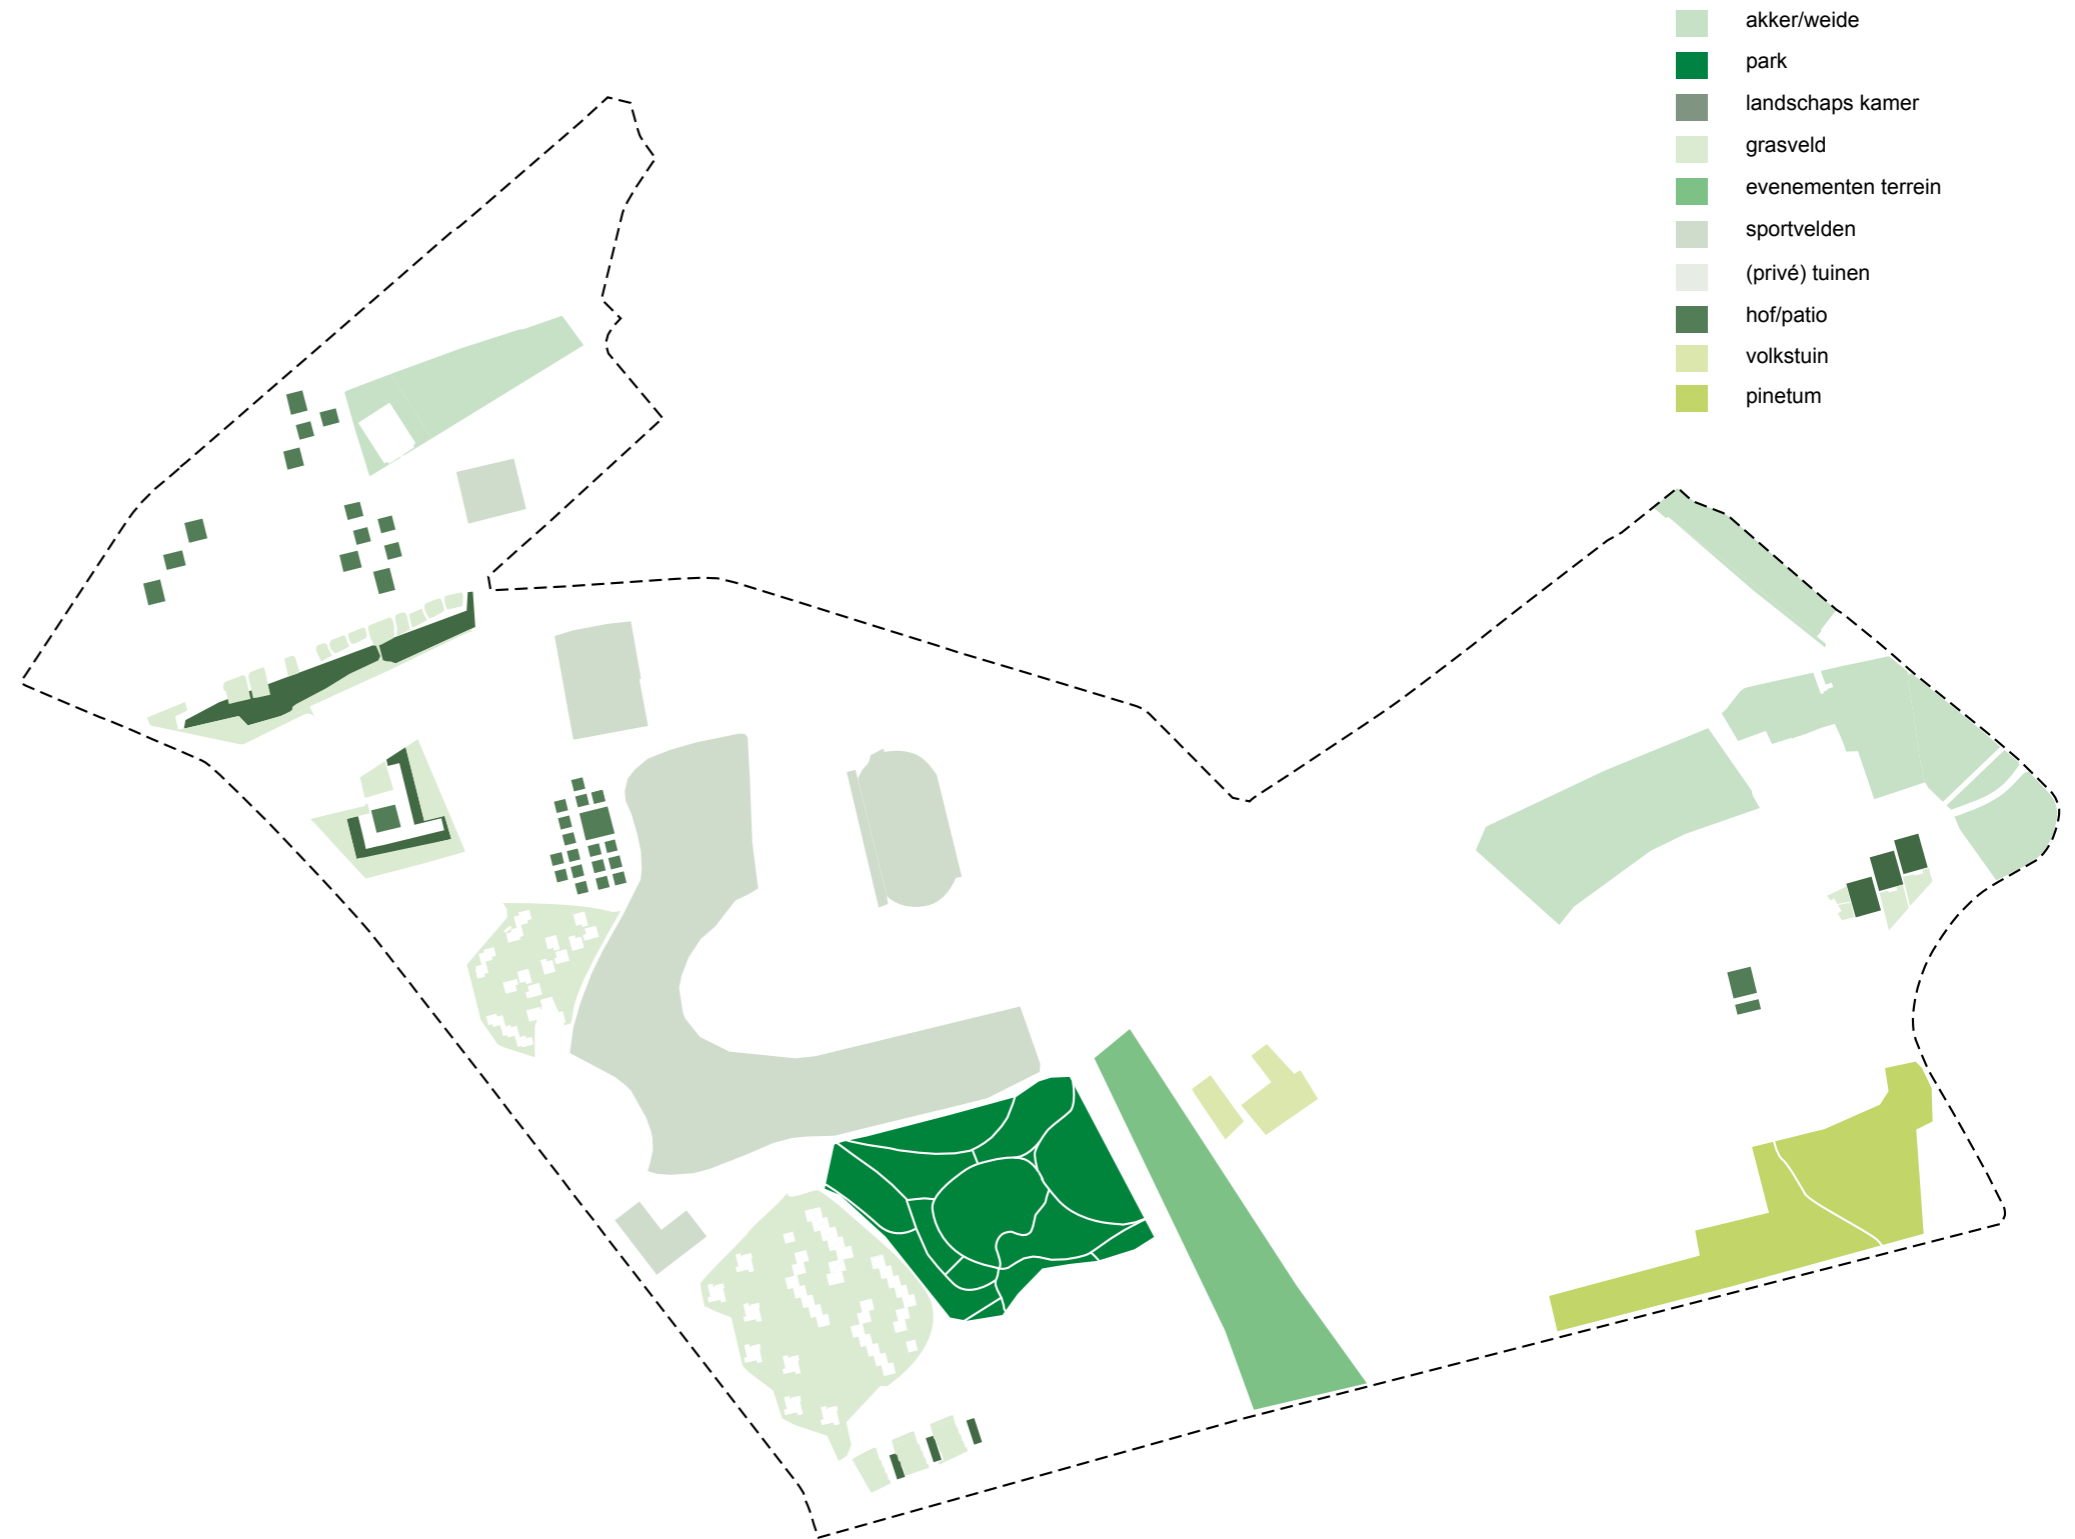 akker/weide
park
landschaps kamer
grasveld
evenementen terrein
sportvelden
(privé) tuinen
hof/patio
volkstuin
pinetum